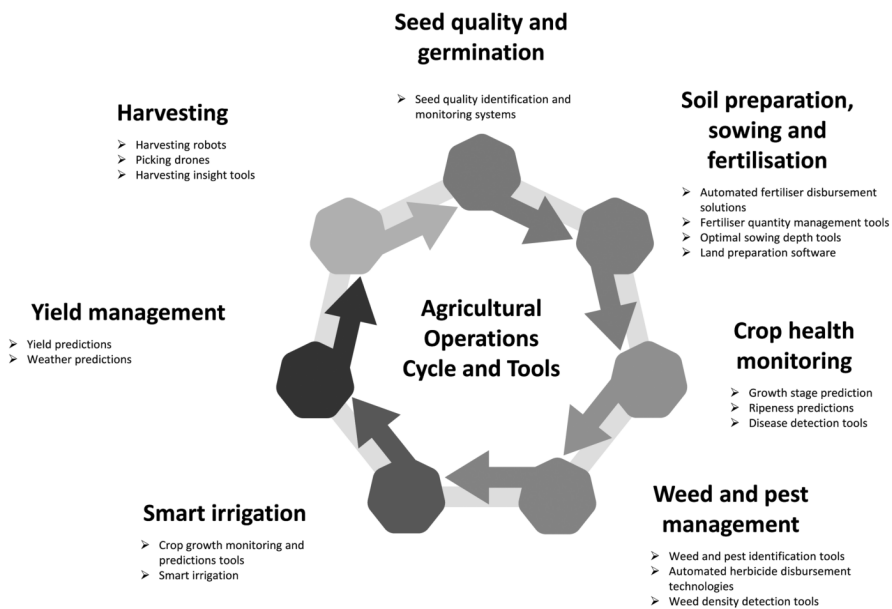 Seed quality and
germination
➢ Seed quality identification and
monitoring systems
Soil preparation,
sowing and
fertilisation
➢ Automated fertiliser disbursement
solutions
➢ Fertiliser quantity management tools
➢ Optimal sowing depth tools
➢ Land preparation software
Crop health
monitoring
➢ Growth stage prediction
➢ Ripeness predictions
➢ Disease detection tools
Weed and pest
management
➢ Weed and pest identification tools
➢ Automated herbicide disbursement
technologies
➢ Weed density detection tools
Smart irrigation
➢ Crop growth monitoring and
predictions tools
➢ Smart irrigation
Yield management
➢ Yield predictions
➢ Weather predictions
Harvesting
➢ Harvesting robots
➢ Picking drones
➢ Harvesting insight tools
Agricultural
Operations
Cycle and Tools